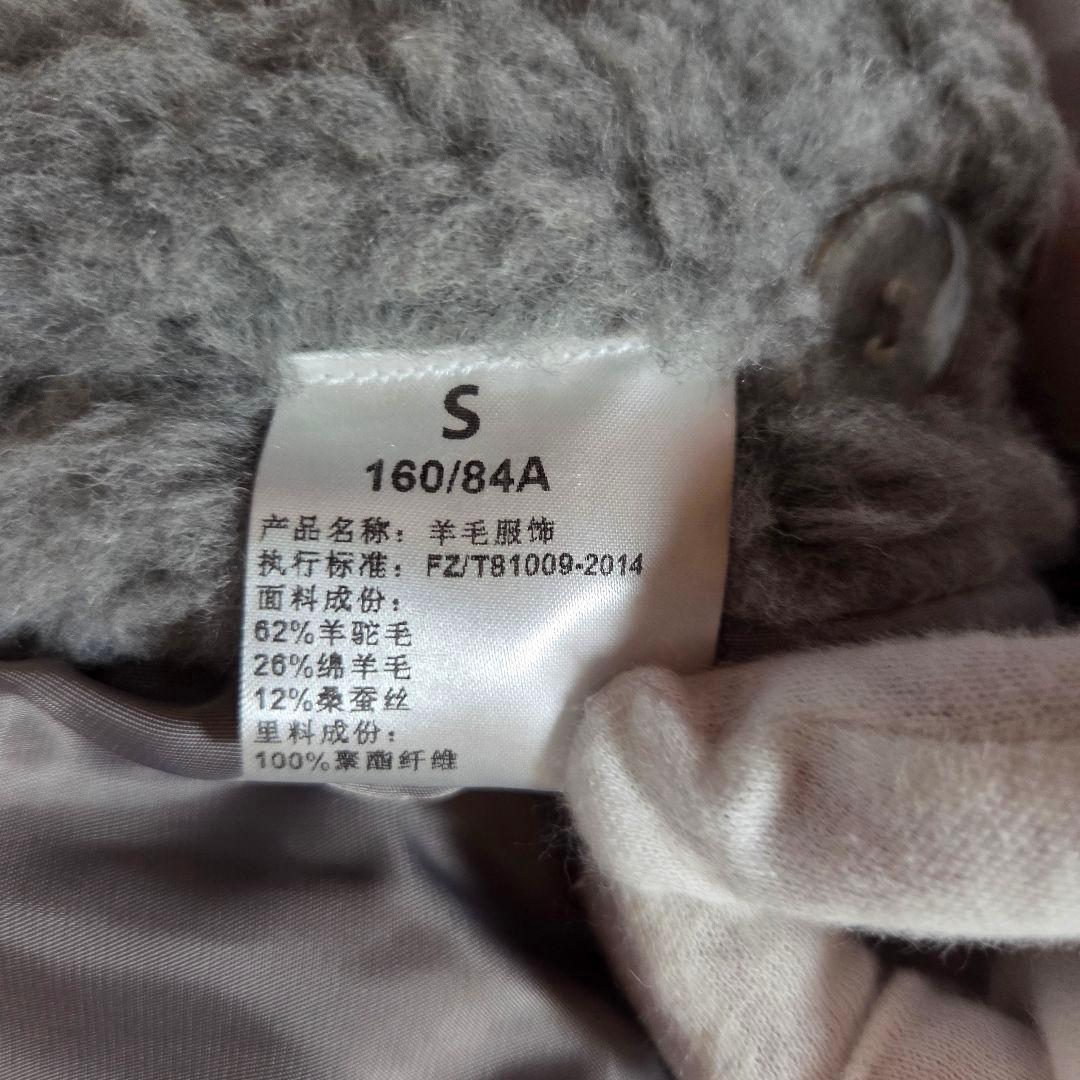 S
160/84A
产品名称：羊毛服饰
执行标准：FZ/T81009-2014
面料成份：
62%羊驼毛
26%绵羊毛
12%桑蚕丝
里料成份：
100%聚酯纤维